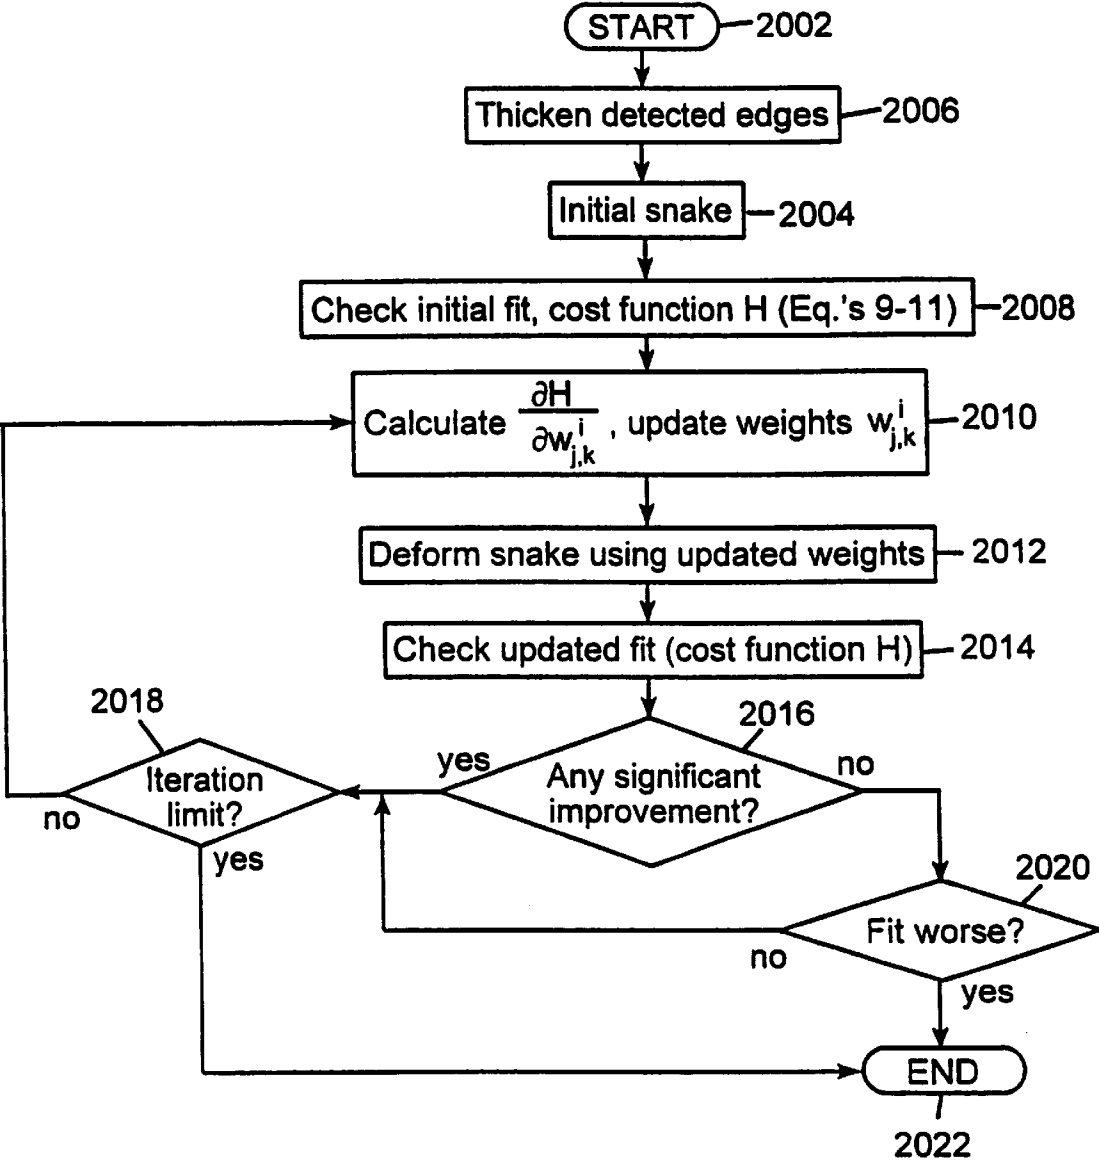 START
2002
Thicken detected edges
2006
Initial snake
2004
Check initial fit, cost function H (Eq.'s 9-11)
2008
Calculate ∂H/∂w^i_{j,k} , update weights w^i_{j,k}
2010
Deform snake using updated weights
2012
Check updated fit (cost function H)
2014
2018
2016
yes
no
Iteration
limit?
Any significant
improvement?
no
yes
2020
Fit worse?
no
yes
END
2022